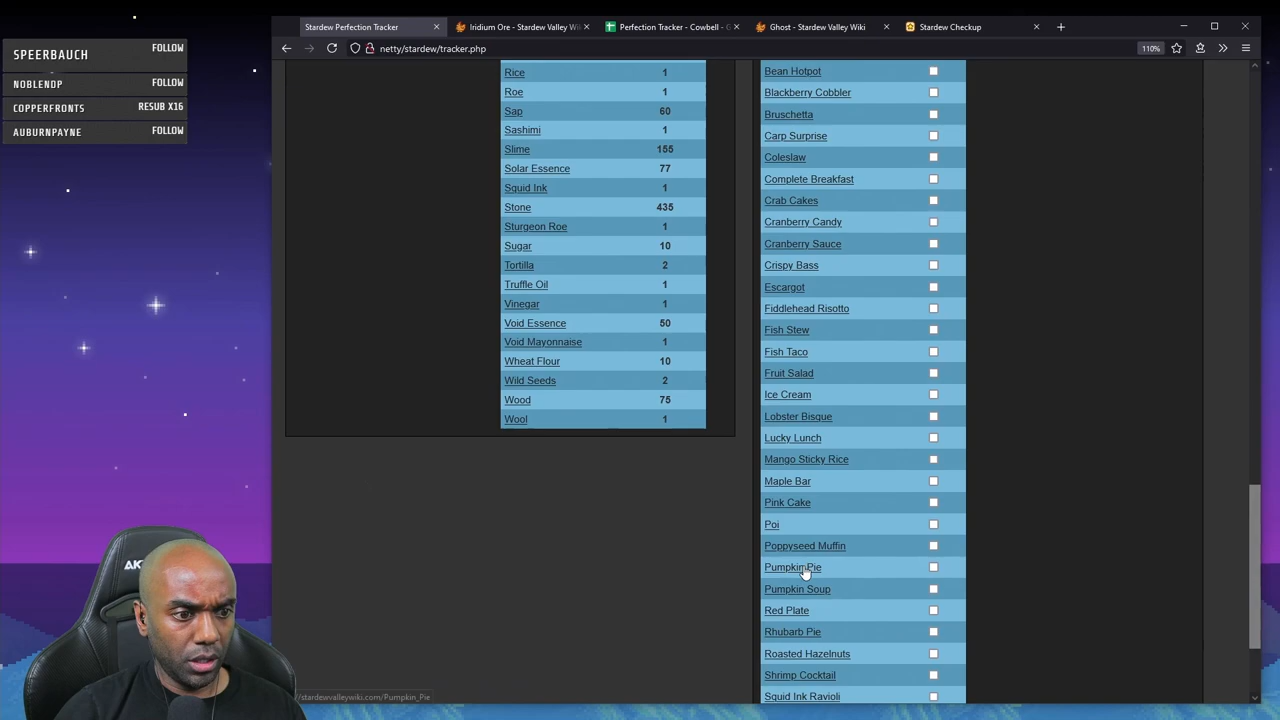 SPEERBAUCH FOLLOW
NOBLEND1 FOLLOW
COPPERFRONTS RESUB X16
AUBURNPAYNE FOLLOW
Stardew Perfection Tracker
Iridium Ore - Stardew Valley Wi
Perfection Tracker - Cowbell - G
Ghost - Stardew Valley Wiki
Stardew Checkup
netty/stardew/tracker.php
110%
Rice 1
Roe 1
Sap 60
Sashimi 1
Slime 155
Solar Essence 77
Squid Ink 1
Stone 435
Sturgeon Roe 1
Sugar 10
Tortilla 2
Truffle Oil 1
Vinegar 1
Void Essence 50
Void Mayonnaise 1
Wheat Flour 10
Wild Seeds 2
Wood 75
Wool 1
Bean Hotpot
Blackberry Cobbler
Bruschetta
Carp Surprise
Coleslaw
Complete Breakfast
Crab Cakes
Cranberry Candy
Cranberry Sauce
Crispy Bass
Escargot
Fiddlehead Risotto
Fish Stew
Fish Taco
Fruit Salad
Ice Cream
Lobster Bisque
Lucky Lunch
Mango Sticky Rice
Maple Bar
Pink Cake
Poi
Poppyseed Muffin
Pumpkin Pie
Pumpkin Soup
Red Plate
Rhubarb Pie
Roasted Hazelnuts
Shrimp Cocktail
Squid Ink Ravioli
/stardewvalleywiki.com/Pumpkin_Pie
AK